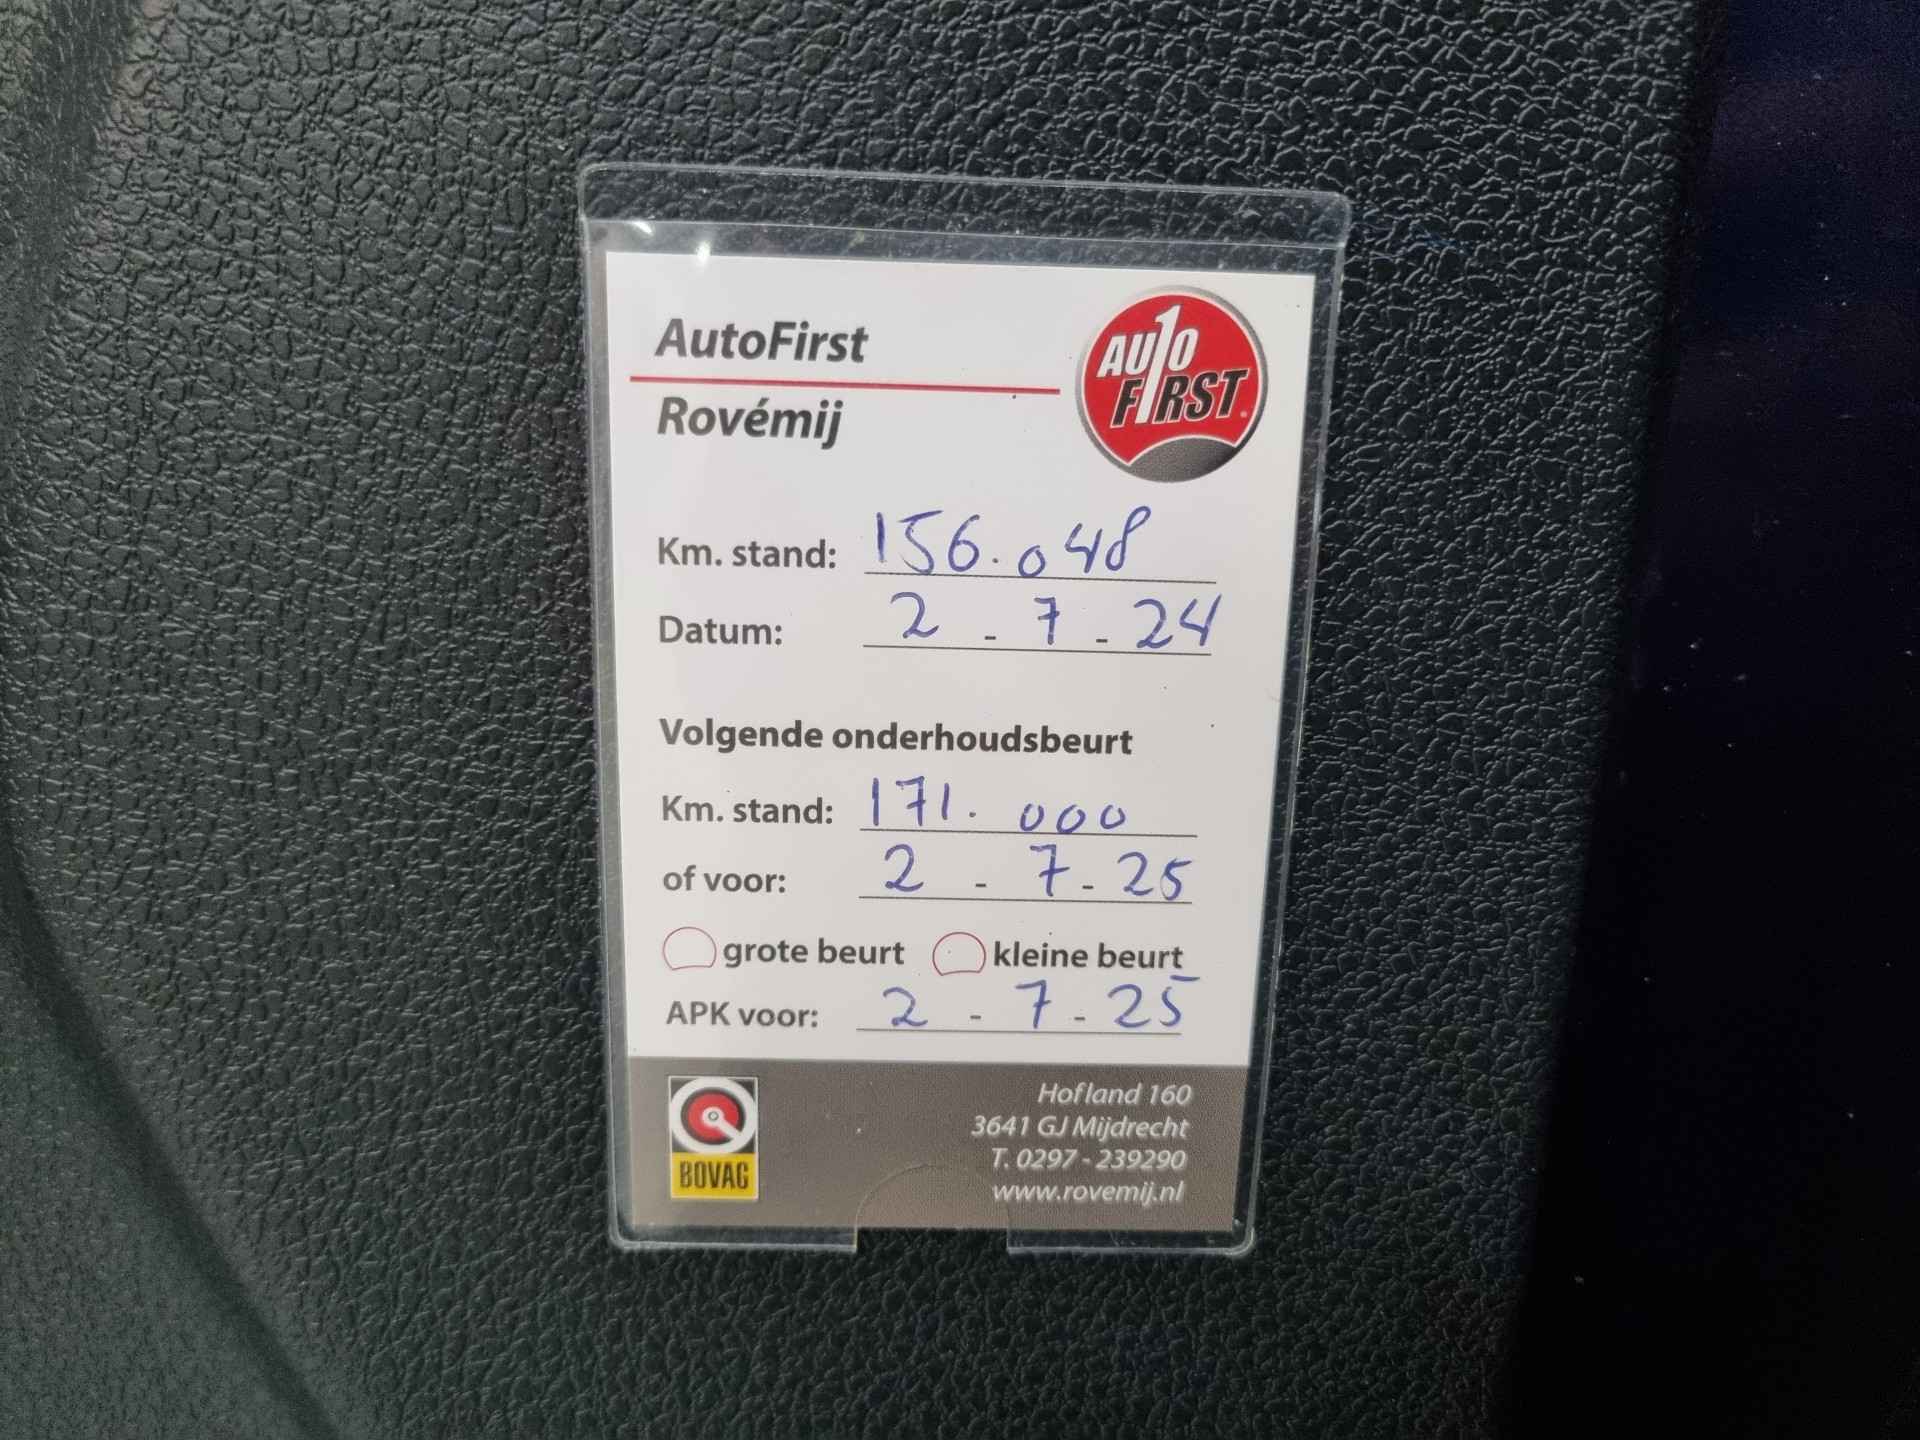 AutoFirst
Rovémij
AUTO
FIRST
Km. stand: 156.048
Datum: 2 - 7 - 24
Volgende onderhoudsbeurt
Km. stand: 171.000
of voor: 2 - 7 - 25
grote beurt kleine beurt
APK voor: 2 - 7 - 25
BOVAG
Hofland 160
3641 GJ Mijdrecht
T. 0297 - 239290
www.rovemij.nl